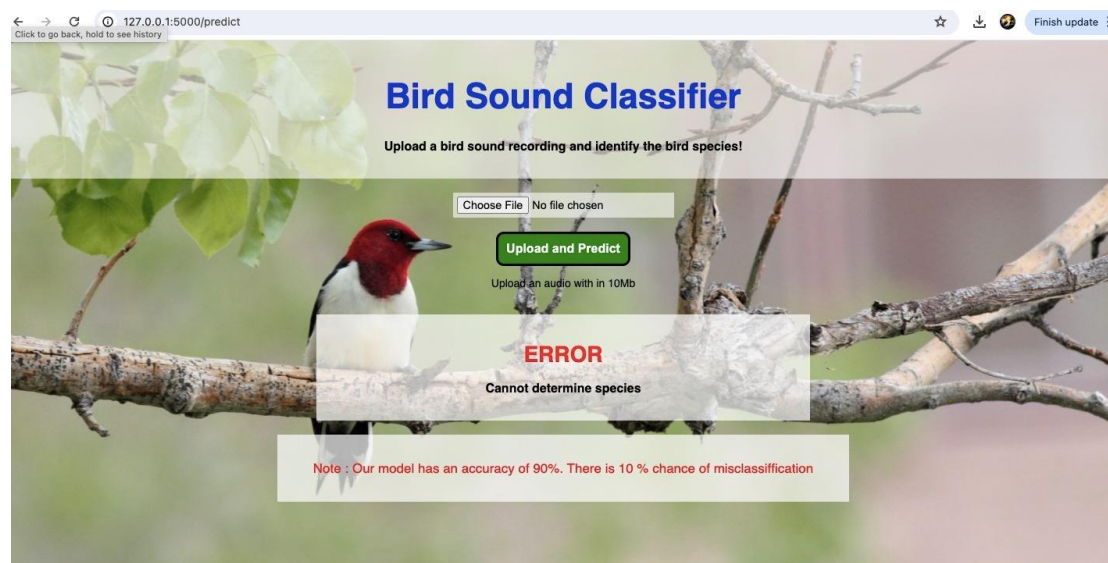 127.0.0.1:5000/predict
Finish update
Click to go back, hold to see history
Bird Sound Classifier
Upload a bird sound recording and identify the bird species!
Choose File No file chosen
Upload and Predict
Upload an audio with in 10Mb
ERROR
Cannot determine species
Note : Our model has an accuracy of 90%. There is 10 % chance of misclassiffication